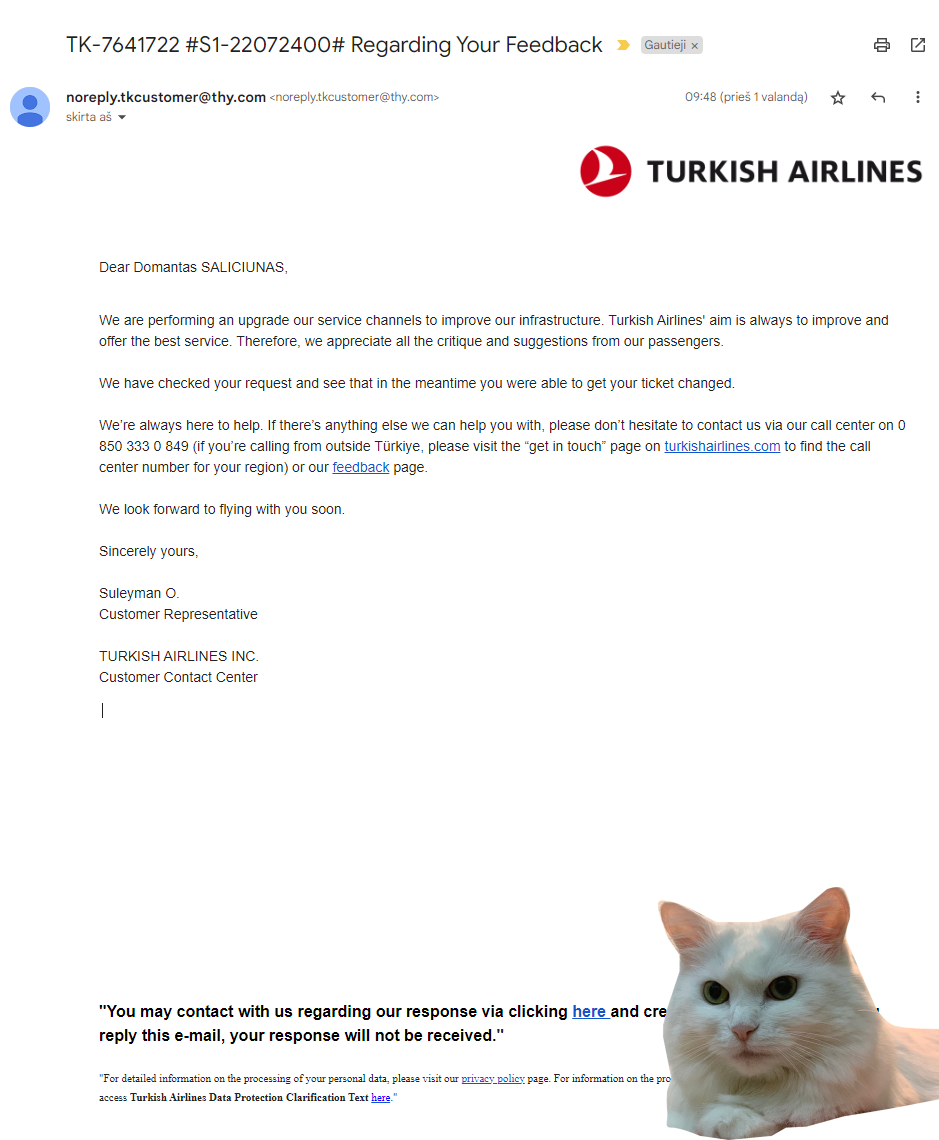 TK-7641722 #S1-22072400# Regarding Your Feedback Gautieji ×
noreply.tkcustomer@thy.com <noreply.tkcustomer@thy.com> 09:48 (prieš 1 valandą)
skirta aš
TURKISH AIRLINES
Dear Domantas SALICIUNAS,
We are performing an upgrade our service channels to improve our infrastructure. Turkish Airlines' aim is always to improve and
offer the best service. Therefore, we appreciate all the critique and suggestions from our passengers.
We have checked your request and see that in the meantime you were able to get your ticket changed.
We’re always here to help. If there’s anything else we can help you with, please don’t hesitate to contact us via our call center on 0
850 333 0 849 (if you’re calling from outside Türkiye, please visit the “get in touch” page on turkishairlines.com to find the call
center number for your region) or our feedback page.
We look forward to flying with you soon.
Sincerely yours,
Suleyman O.
Customer Representative
TURKISH AIRLINES INC.
Customer Contact Center
"You may contact with us regarding our response via clicking here and cre
reply this e-mail, your response will not be received."
"For detailed information on the processing of your personal data, please visit our privacy policy page. For information on the pro
access Turkish Airlines Data Protection Clarification Text here."